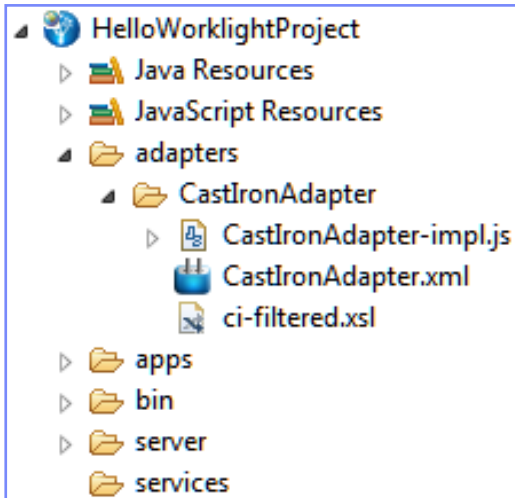 HelloWorklightProject
Java Resources
JavaScript Resources
adapters
CastIronAdapter
CastIronAdapter-impl.js
CastIronAdapter.xml
ci-filtered.xsl
apps
bin
server
services